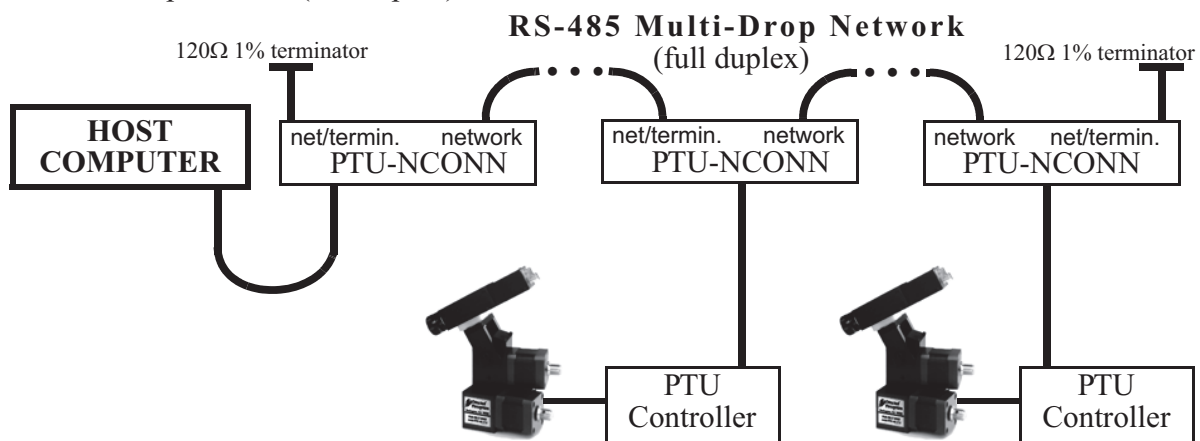 RS-485 Multi-Drop Network
(full duplex)
120Ω 1% terminator
120Ω 1% terminator
HOST
COMPUTER
net/termin. network
PTU-NCONN
net/termin. network
PTU-NCONN
network net/termin.
PTU-NCONN
PTU
Controller
PTU
Controller